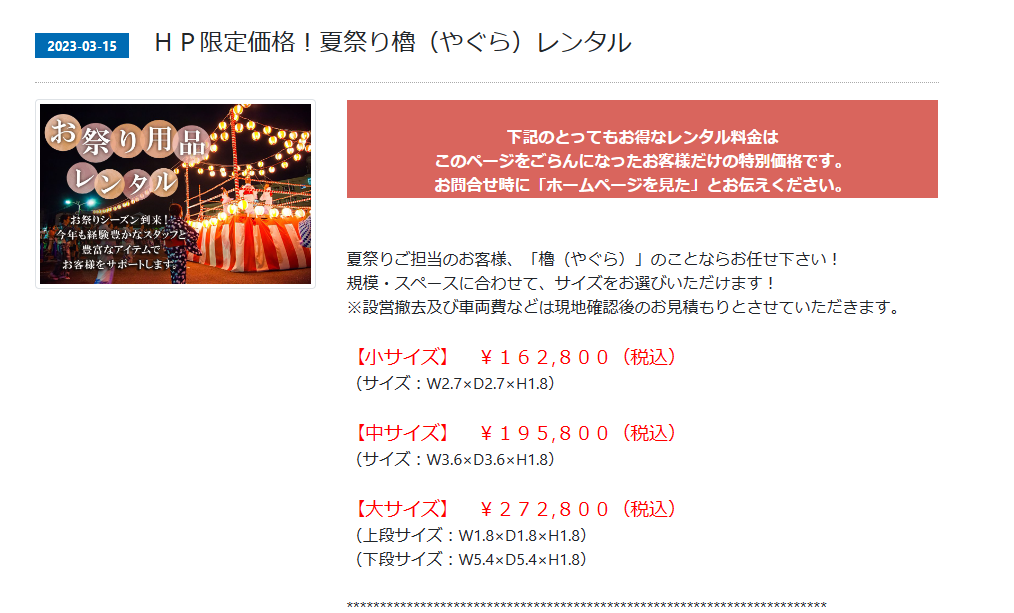 2023-03-15
ＨＰ限定価格！夏祭り櫓（やぐら）レンタル
お祭り用品
レンタル
お祭りシーズン到来！
今年も経験豊かなスタッフと
豊富なアイテムで
お客様をサポートします。
下記のとってもお得なレンタル料金は
このページをごらんになったお客様だけの特別価格です。
お問合せ時に「ホームページを見た」とお伝えください。
夏祭りご担当のお客様、「櫓（やぐら）」のことならお任せ下さい！
規模・スペースに合わせて、サイズをお選びいただけます！
※設営撤去及び車両費などは現地確認後のお見積もりとさせていただきます。
【小サイズ】　￥１６２,８００（税込）
（サイズ：W2.7×D2.7×H1.8）
【中サイズ】　￥１９５,８００（税込）
（サイズ：W3.6×D3.6×H1.8）
【大サイズ】　￥２７２,８００（税込）
（上段サイズ：W1.8×D1.8×H1.8）
（下段サイズ：W5.4×D5.4×H1.8）
************************************************************************